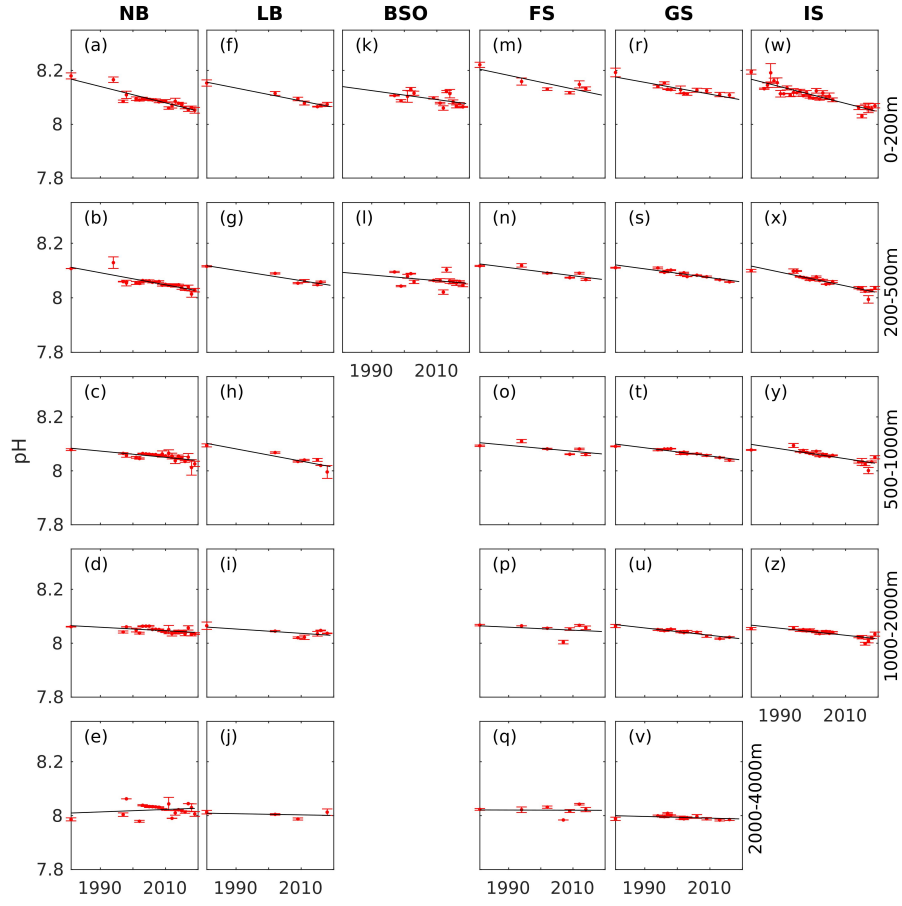 NB LB BSO FS GS IS
(a) (f) (k) (m) (r) (w)
8.2
8
7.8
0-200m
(b) (g) (l) (n) (s) (x)
8.2
8
7.8
200-500m
1990 2010
(c) (h) (o) (t) (y)
8.2
8
7.8
pH
500-1000m
(d) (i) (p) (u) (z)
8.2
8
7.8
1000-2000m
1990 2010
(e) (j) (q) (v)
8.2
8
7.8
2000-4000m
1990 2010 1990 2010 1990 2010 1990 2010